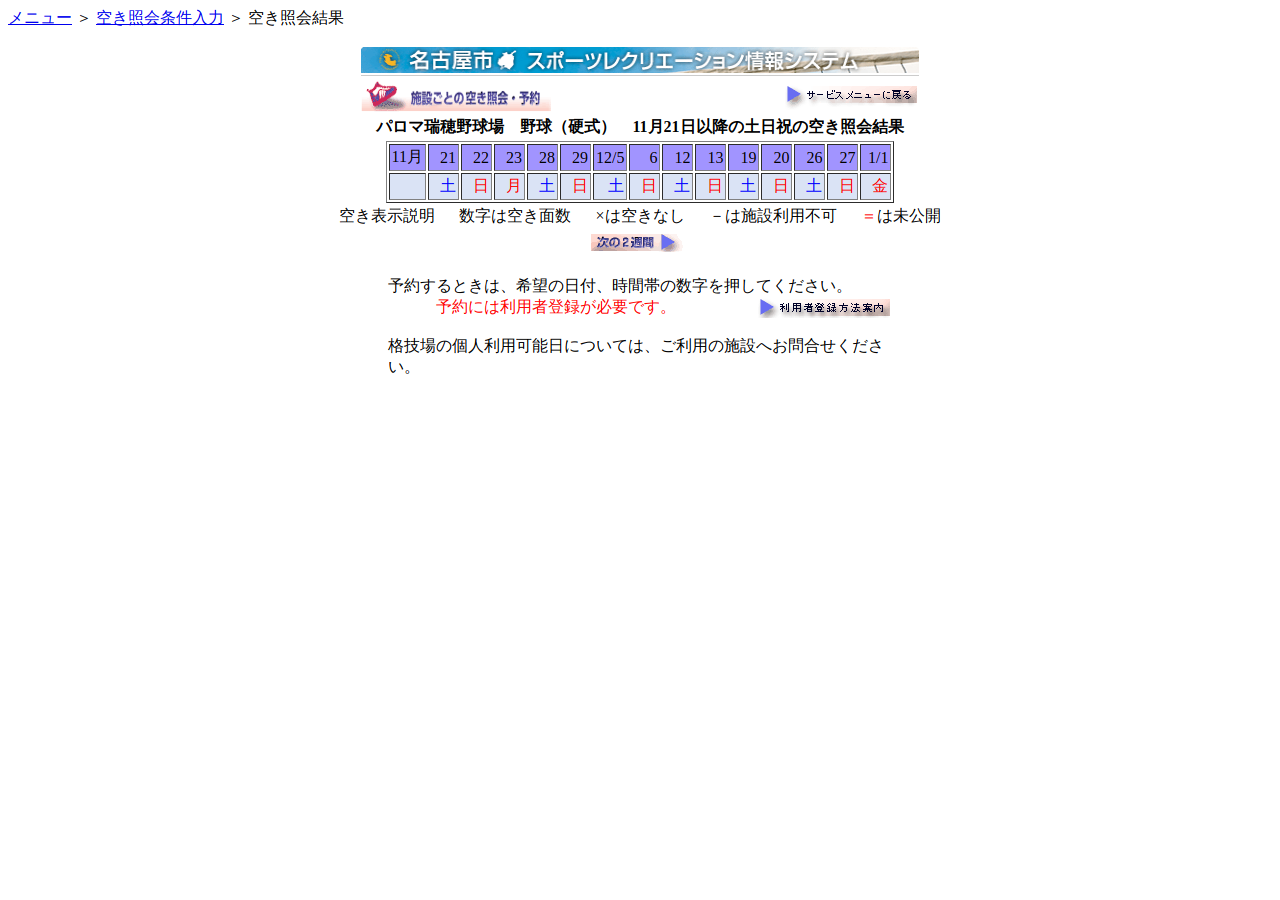 メニュー ＞ 空き照会条件入力 ＞ 空き照会結果
名古屋市 スポーツレクリエーション情報システム
施設ごとの空き照会・予約 サービスメニューに戻る
パロマ瑞穂野球場　野球（硬式）　11月21日以降の土日祝の空き照会結果
11月 21 22 23 28 29 12/5 6 12 13 19 20 26 27 1/1
土 日 月 土 日 土 日 土 日 土 日 土 日 金
空き表示説明 数字は空き面数 ×は空きなし －は施設利用不可 ＝は未公開
次の２週間
予約するときは、希望の日付、時間帯の数字を押してください。
予約には利用者登録が必要です。 利用者登録方法案内
格技場の個人利用可能日については、ご利用の施設へお問合せくださ
い。